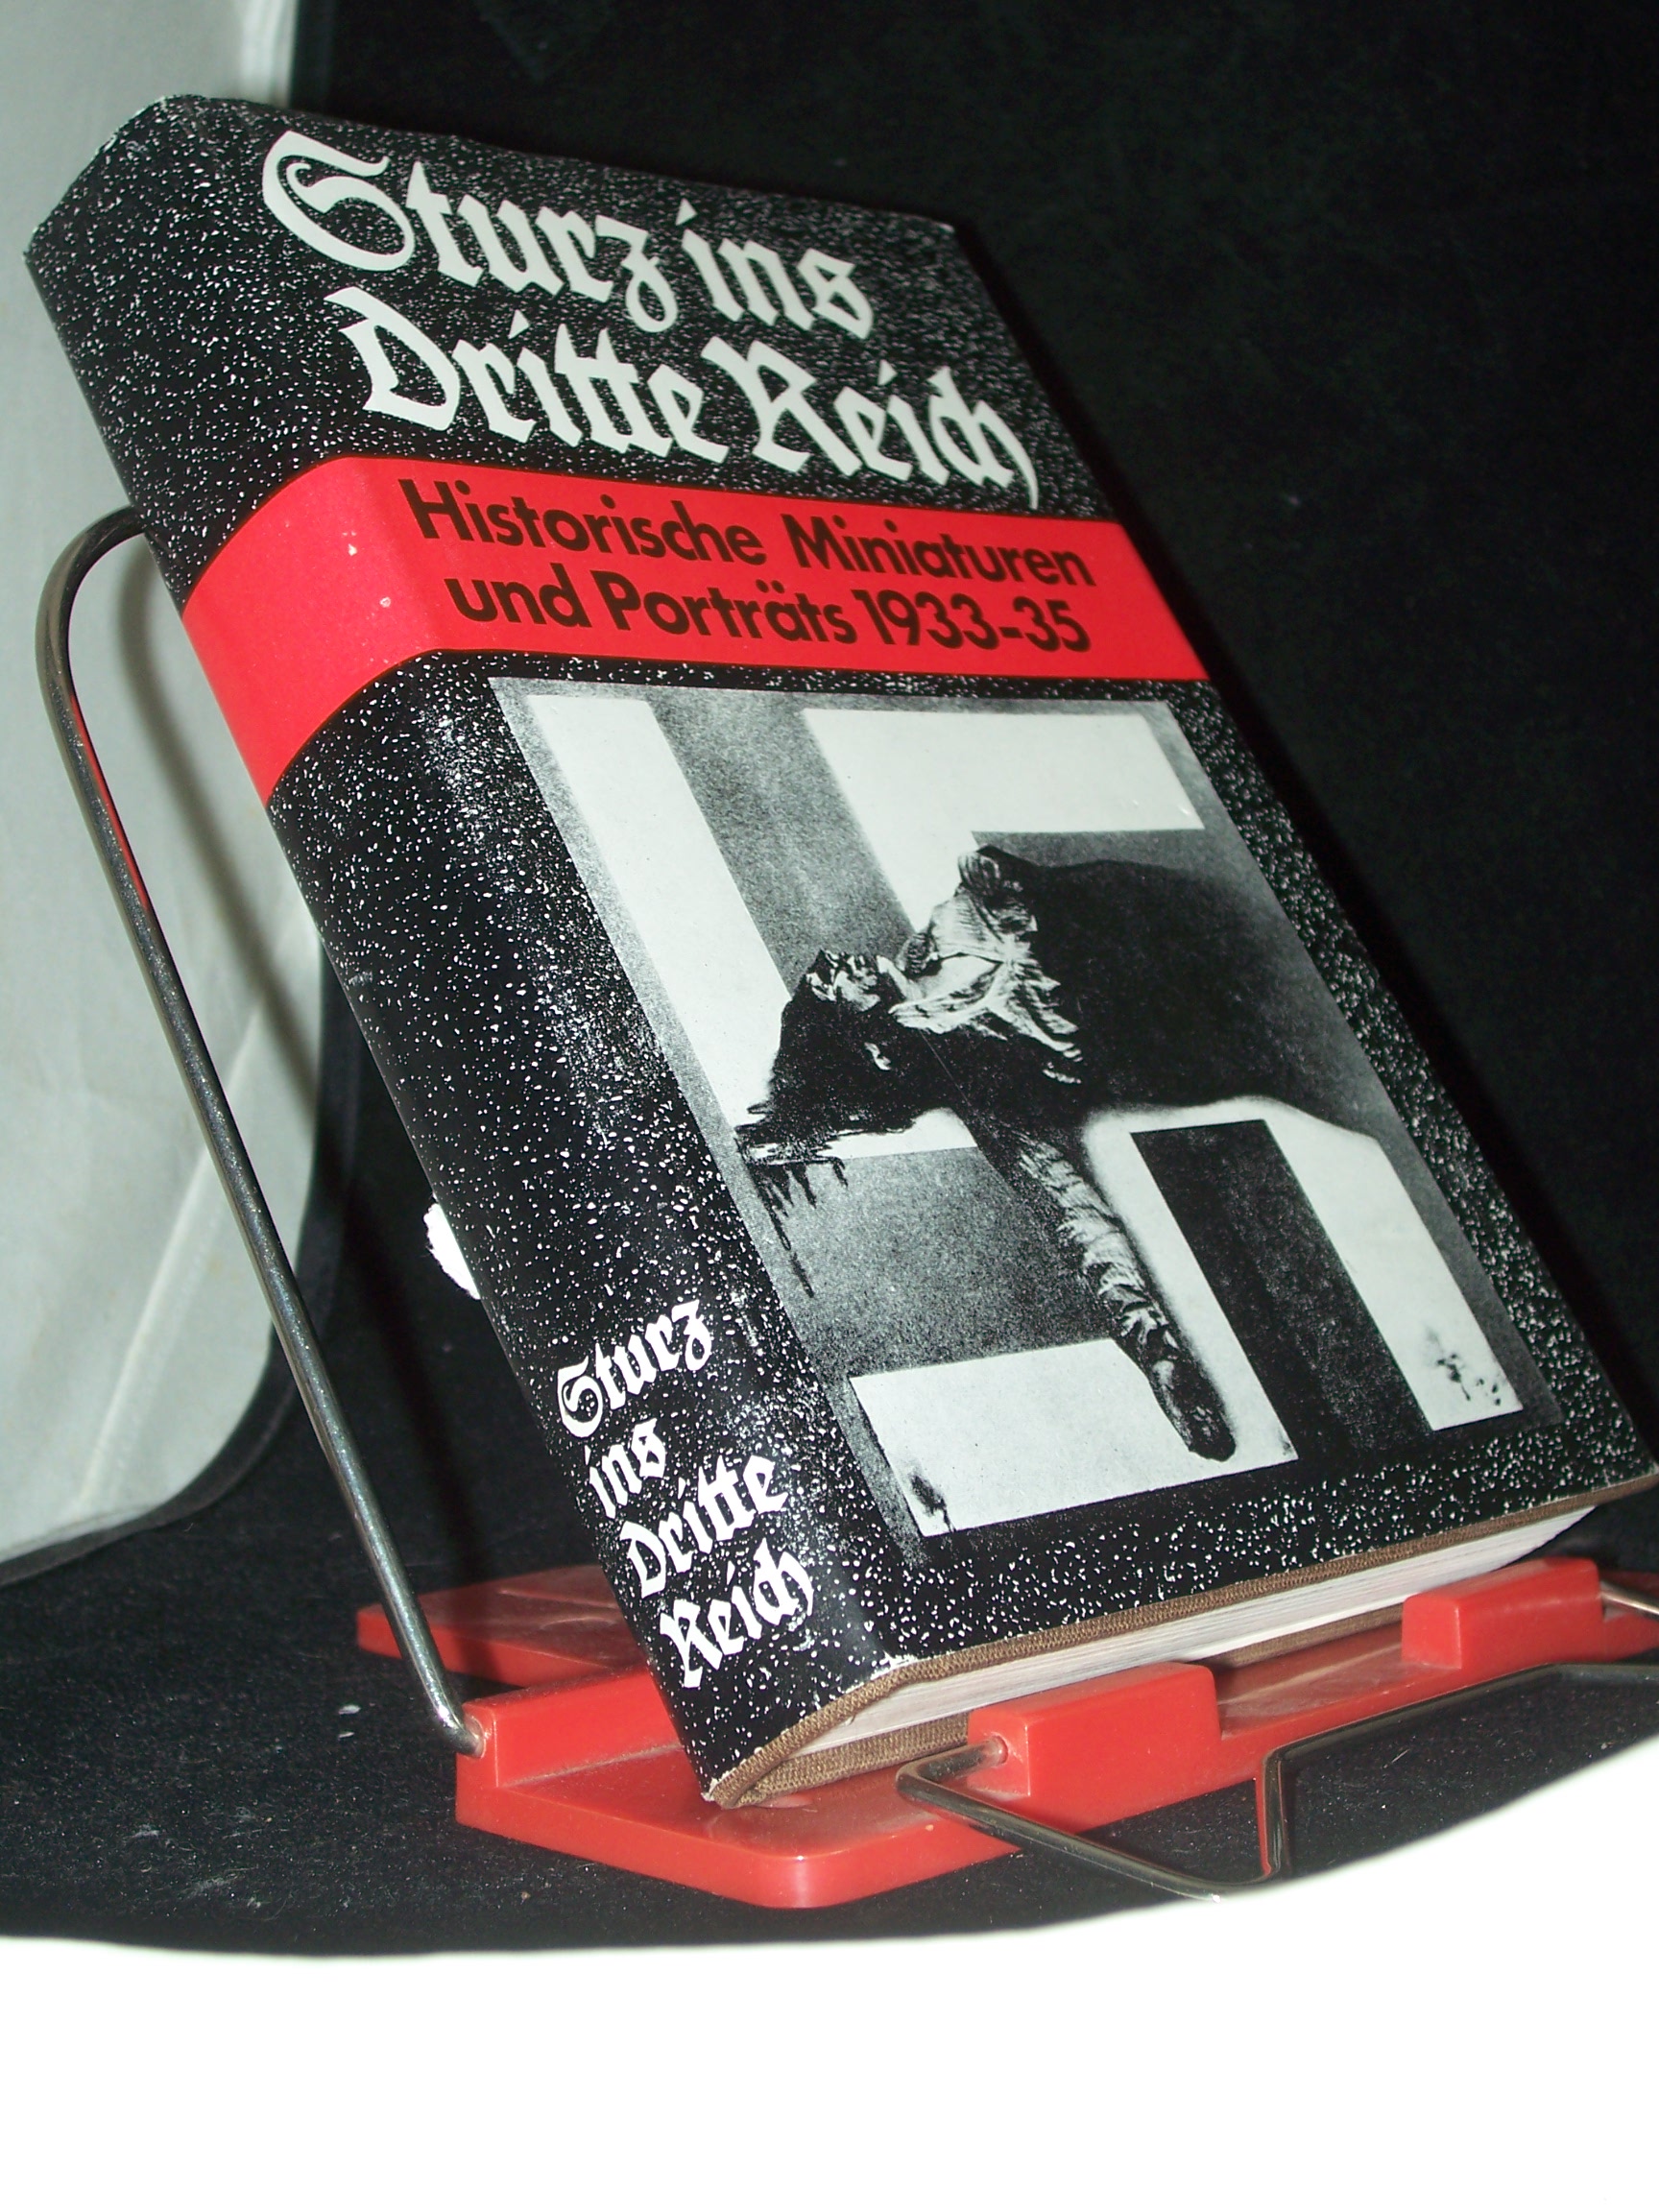 Sturz ins
Dritte Reich
Historische Miniaturen
und Porträts 1933-35
Sturz
ins
Dritte
Reich